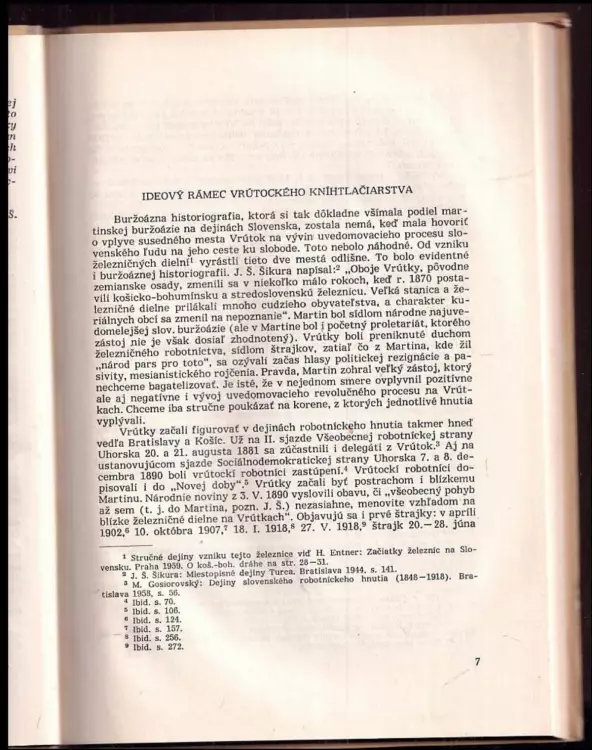 ej
to
zy
m
ch
o-
vi
e-
S.
IDEOVÝ RÁMEC VRÚTOCKÉHO KNÍHTLAČIARSTVA
Buržoázna historiografia, ktorá si tak dôkladne všímala podiel mar-
tinskej buržoázie na dejinách Slovenska, zostala nemá, keď mala hovoriť
o vplyve susedného mesta Vrútok na vývin uvedomovacieho procesu slo-
venského ľudu na jeho ceste ku slobode. Toto nebolo náhodné. Od vzniku
železničných dielní¹ vyrástli tieto dve mestá odlišne. To bolo evidentné
i buržoáznej historiografii. J. Š. Šikura napísal:² „Oboje Vrútky, pôvodne
zemianske osady, zmenili sa v niekoľko málo rokoch, keď r. 1870 posta-
vili košicko-bohumínsku a stredoslovenskú železnicu. Veľká stanica a že-
lezničné dielne prilákali mnoho cudzieho obyvateľstva, a charakter ku-
riálnych obcí sa zmenil na nepoznanie“. Martin bol sídlom národne najuve-
domelejšej slov. buržoázie (ale v Martine bol i početný proletariát, ktorého
zástoj nie je však dosiaľ zhodnotený). Vrútky boli preniknuté duchom
železničného robotníctva, sídlom štrajkov, zatiaľ čo z Martina, kde žil
„národ pars pro toto“, sa ozývali začas hlasy politickej rezignácie a pa-
sivity, mesianistického rojčenia. Pravda, Martin zohral veľký zástoj, ktorý
nechceme bagatelizovať. Je isté, že v nejednom smere ovplyvnil pozitívne
ale aj negatívne i vývoj uvedomovacieho revolučného procesu na Vrút-
kach. Chceme iba stručne poukázať na korene, z ktorých jednotlivé hnutia
vyplývali.
Vrútky začali figurovať v dejinách robotníckeho hnutia takmer hneď
vedľa Bratislavy a Košíc. Už na II. sjazde Všeobecnej robotníckej strany
Uhorska 20. a 21. augusta 1881 sa zúčastnili i delegáti z Vrútok.³ Aj na
ustanovujúcom sjazde Sociálnodemokratickej strany Uhorska 7. a 8. de-
cembra 1890 boli vrútockí robotníci zastúpení.⁴ Vrútockí robotníci do-
pisovali i do „Novej doby“.⁵ Vrútky začali byť postrachom i blízkemu
Martinu. Národnie noviny z 3. V. 1890 vyslovili obavu, či „všeobecný pohyb
až sem (t. j. do Martina, pozn. J. Š.) nezasiahne, menovite vzhľadom na
blízke železničné dielne na Vrútkach“. Objavujú sa i prvé štrajky: v apríli
1902,⁶ 10. októbra 1907,⁷ 18. I. 1918,⁸ 27. V. 1918,⁹ štrajk 20.—28. júna
¹ Stručné dejiny vzniku tejto železnice viď H. Entner: Začiatky železníc na Slo-
vensku. Praha 1959. O koš.-boh. dráhe na str. 28—31.
² J. Š. Šikura: Miestopisné dejiny Turca. Bratislava 1944, s. 141.
³ M. Gosiorovský: Dejiny slovenského robotníckeho hnutia (1848—1918). Bra-
tislava 1958, s. 56.
⁴ Ibid. s. 70.
⁵ Ibid. s. 106.
⁶ Ibid. s. 124.
⁷ Ibid. s. 157.
⁸ Ibid. s. 256.
⁹ Ibid. s. 272.
7